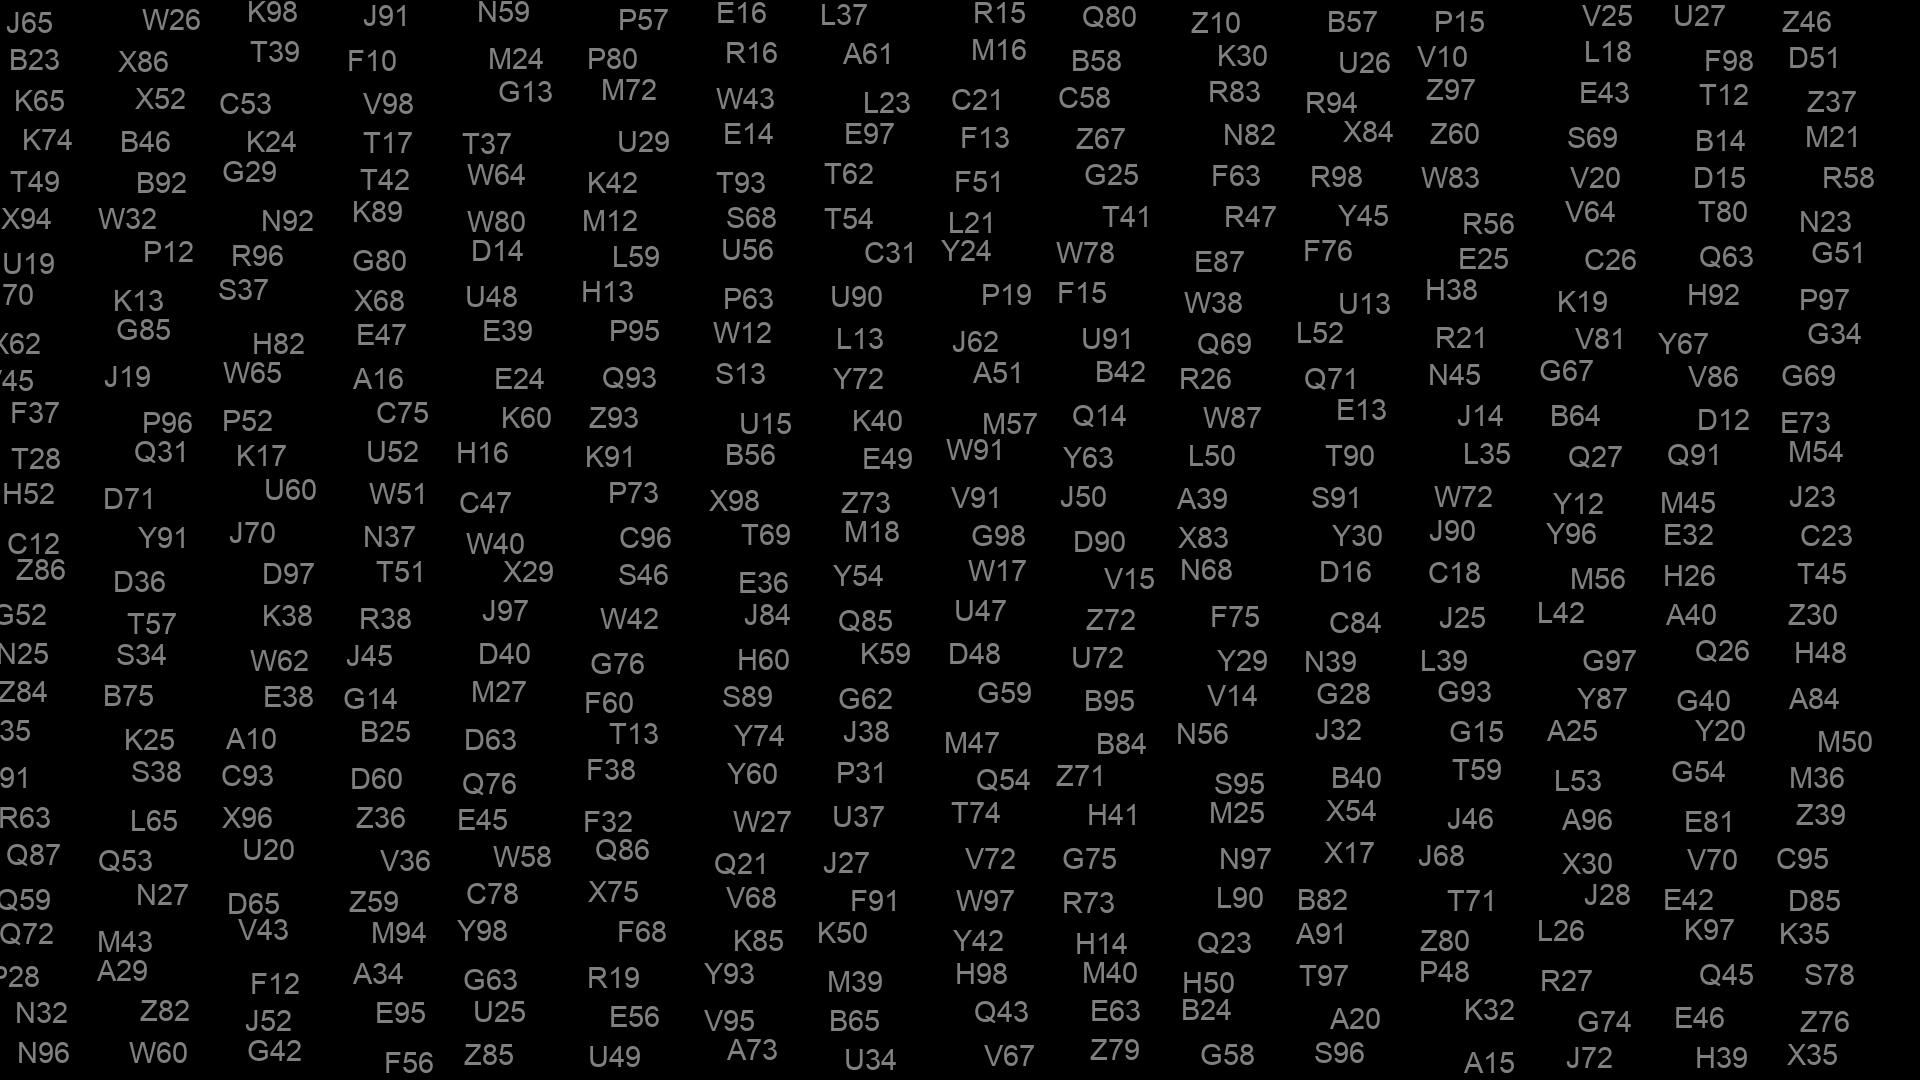 J65 W26 K98 J91 N59 P57 E16 L37 R15 Q80 Z10 B57 P15 V25 U27 Z46
B23 X86 T39 F10 M24 P80 R16 A61 M16 B58 K30 U26 V10 L18 F98 D51
K65 X52 C53 V98 G13 M72 W43 L23 C21 C58 R83 R94 Z97 E43 T12 Z37
K74 B46 K24 T17 T37 U29 E14 E97 F13 Z67 N82 X84 Z60 S69 B14 M21
T49 B92 G29 T42 W64 K42 T93 T62 F51 G25 F63 R98 W83 V20 D15 R58
X94 W32 N92 K89 W80 M12 S68 T54 L21 T41 R47 Y45 R56 V64 T80 N23
U19 P12 R96 G80 D14 L59 U56 C31 Y24 W78 E87 F76 E25 C26 Q63 G51
70 K13 S37 X68 U48 H13 P63 U90 P19 F15 W38 U13 H38 K19 H92 P97
X62 G85 H82 E47 E39 P95 W12 L13 J62 U91 Q69 L52 R21 V81 Y67 G34
45 J19 W65 A16 E24 Q93 S13 Y72 A51 B42 R26 Q71 N45 G67 V86 G69
F37 P96 P52 C75 K60 Z93 U15 K40 M57 Q14 W87 E13 J14 B64 D12 E73
T28 Q31 K17 U52 H16 K91 B56 E49 W91 Y63 L50 T90 L35 Q27 Q91 M54
H52 D71 U60 W51 C47 P73 X98 Z73 V91 J50 A39 S91 W72 Y12 M45 J23
C12 Y91 J70 N37 W40 C96 T69 M18 G98 D90 X83 Y30 J90 Y96 E32 C23
Z86 D36 D97 T51 X29 S46 E36 Y54 W17 V15 N68 D16 C18 M56 H26 T45
G52 T57 K38 R38 J97 W42 J84 Q85 U47 Z72 F75 C84 J25 L42 A40 Z30
N25 S34 W62 J45 D40 G76 H60 K59 D48 U72 Y29 N39 L39 G97 Q26 H48
Z84 B75 E38 G14 M27 F60 S89 G62 G59 B95 V14 G28 G93 Y87 G40 A84
35 K25 A10 B25 D63 T13 Y74 J38 M47 B84 N56 J32 G15 A25 Y20 M50
91 S38 C93 D60 Q76 F38 Y60 P31 Q54 Z71 S95 B40 T59 L53 G54 M36
R63 L65 X96 Z36 E45 F32 W27 U37 T74 H41 M25 X54 J46 A96 E81 Z39
Q87 Q53 U20 V36 W58 Q86 Q21 J27 V72 G75 N97 X17 J68 X30 V70 C95
Q59 N27 D65 Z59 C78 X75 V68 F91 W97 R73 L90 B82 T71 J28 E42 D85
Q72 M43 V43 M94 Y98 F68 K85 K50 Y42 H14 Q23 A91 Z80 L26 K97 K35
P28 A29 F12 A34 G63 R19 Y93 M39 H98 M40 H50 T97 P48 R27 Q45 S78
N32 Z82 J52 E95 U25 E56 V95 B65 Q43 E63 B24 A20 K32 G74 E46 Z76
N96 W60 G42 F56 Z85 U49 A73 U34 V67 Z79 G58 S96 A15 J72 H39 X35